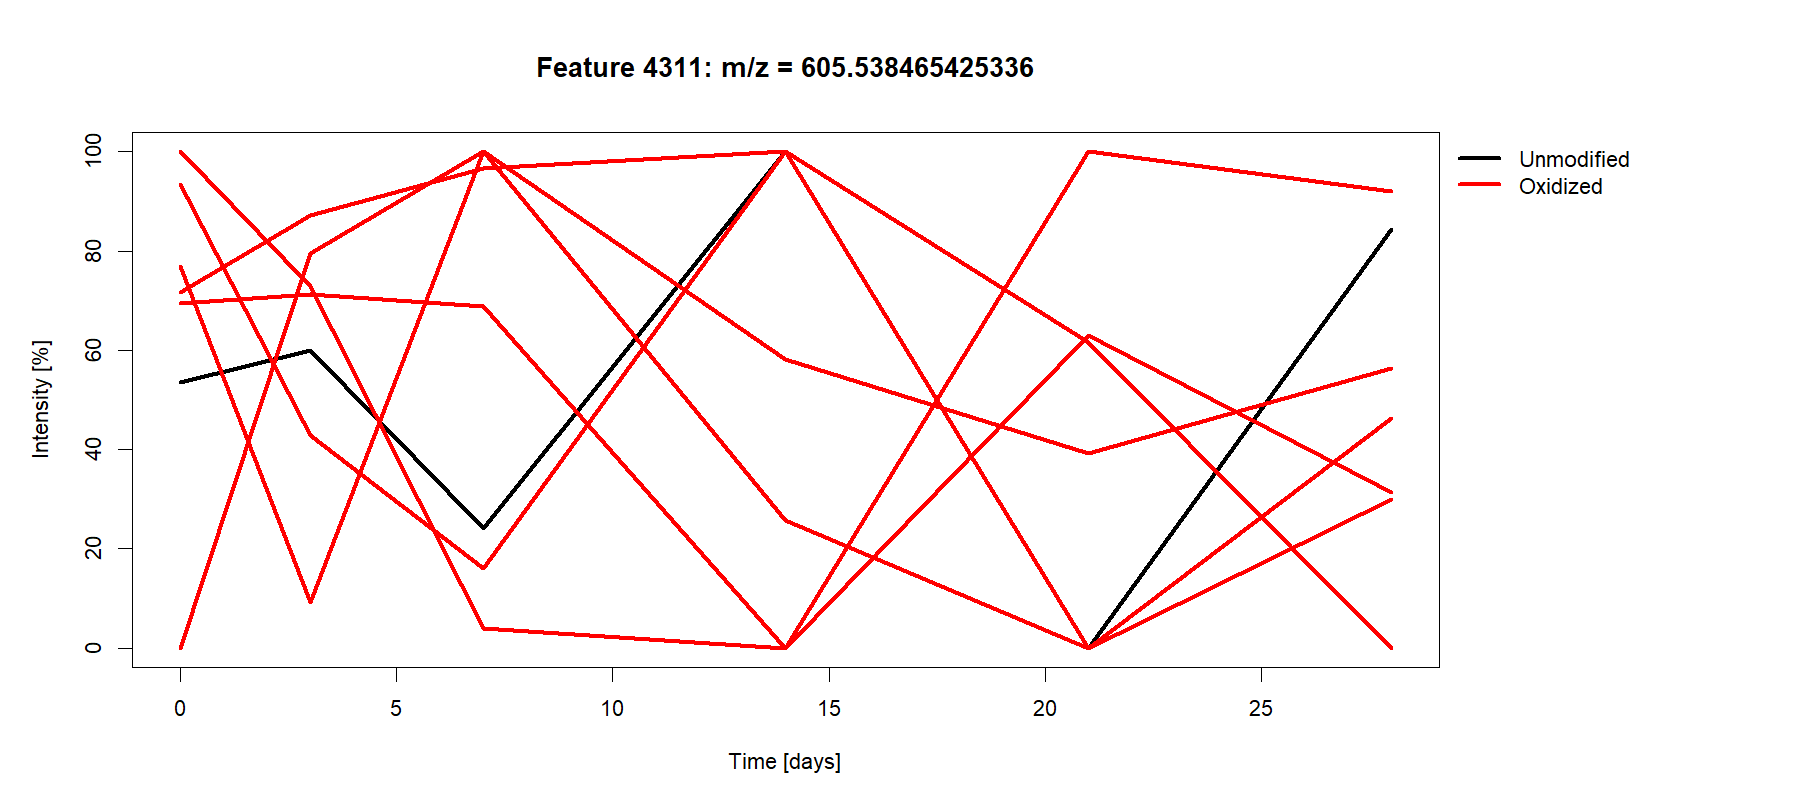 Feature 4311: m/z = 605.538465425336
Unmodified
Oxidized
Intensity [%]
100
80
60
40
20
0
0 5 10 15 20 25
Time [days]